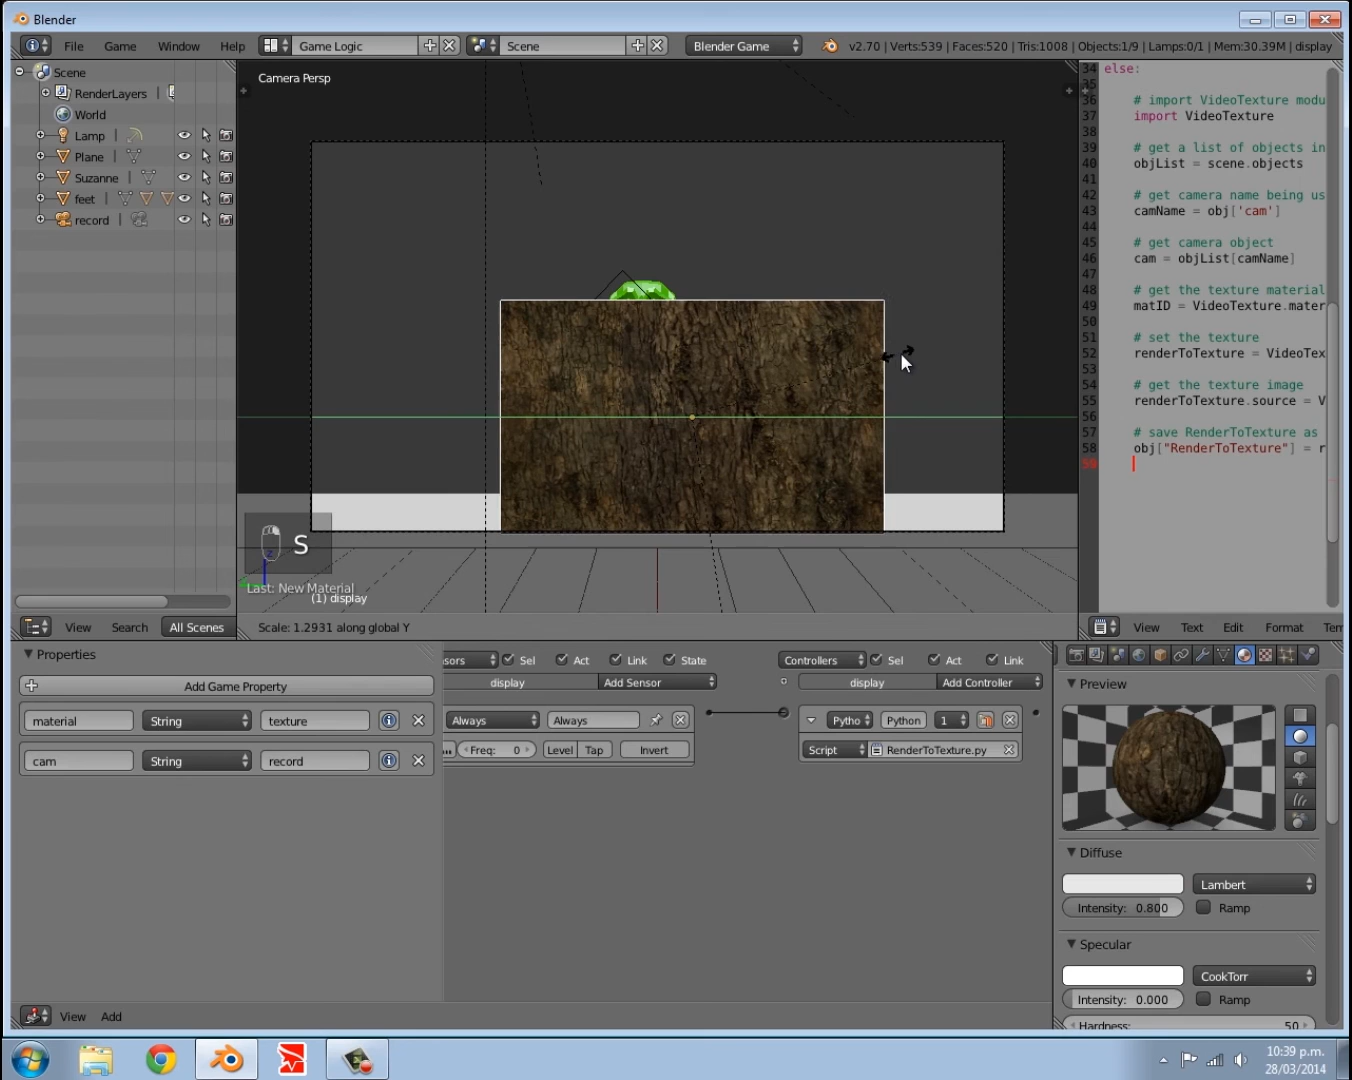 Blender
File Game Window Help Game Logic Scene Blender Game v2.70 | Verts:539 | Faces:520 | Tris:1008 | Objects:1/9 | Lamps:0/1 | Mem:30.39M | display
Scene
RenderLayers |
World
Lamp |
Plane |
Suzanne |
feet |
record |
View Search All Scenes
Camera Persp
S
Last: New Material
(1) display
Scale: 1.2931 along global Y
34 else:
35
36 # import VideoTexture modu
37 import VideoTexture
38
39 # get a list of objects in
40 objList = scene.objects
41
42 # get camera name being us
43 camName = obj['cam']
44
45 # get camera object
46 cam = objList[camName]
47
48 # get the texture material
49 matID = VideoTexture.mater
50
51 # set the texture
52 renderToTexture = VideoTex
53
54 # get the texture image
55 renderToTexture.source = V
56
57 # save RenderToTexture as
58 obj["RenderToTexture"] = r
59
View Text Edit Format Tem
Properties
Add Game Property
material String texture
cam String record
View Add
sors Sel Act Link State Controllers Sel Act Link
display Add Sensor display Add Controller
Always Always Pytho Python 1
... Freq: 0 Level Tap Invert Script RenderToTexture.py
Preview
Diffuse
Lambert
Intensity: 0.800 Ramp
Specular
CookTorr
Intensity: 0.000 Ramp
Hardness: 50
10:39 p.m.
28/03/2014